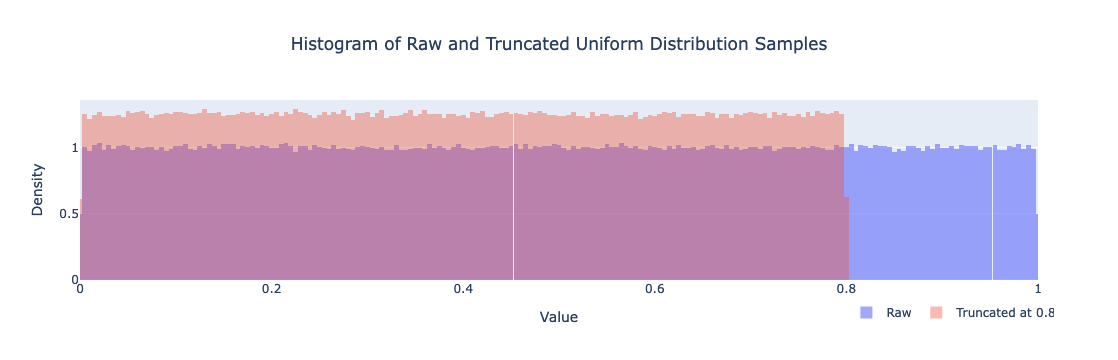 Histogram of Raw and Truncated Uniform Distribution Samples
Density
1
0.5
0
0
0.2
0.4
0.6
0.8
1
Value
Raw
Truncated at 0.8